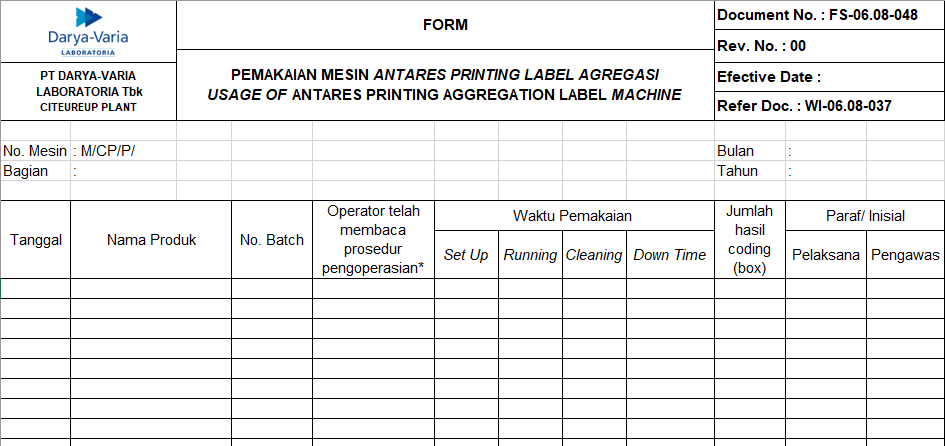 Darya-Varia
LABORATORIA
PT DARYA-VARIA
LABORATORIA Tbk
CITEUREUP PLANT
FORM
PEMAKAIAN MESIN ANTARES PRINTING LABEL AGREGASI
USAGE OF ANTARES PRINTING AGGREGATION LABEL MACHINE
Document No. : FS-06.08-048
Rev. No. : 00
Efective Date :
Refer Doc. : WI-06.08-037
No. Mesin : M/CP/P/
Bulan :
Bagian :
Tahun :
Tanggal
Nama Produk
No. Batch
Operator telah
membaca
prosedur
pengoperasian*
Waktu Pemakaian
Set Up
Running
Cleaning
Down Time
Jumlah
hasil
coding
(box)
Paraf/ Inisial
Pelaksana
Pengawas